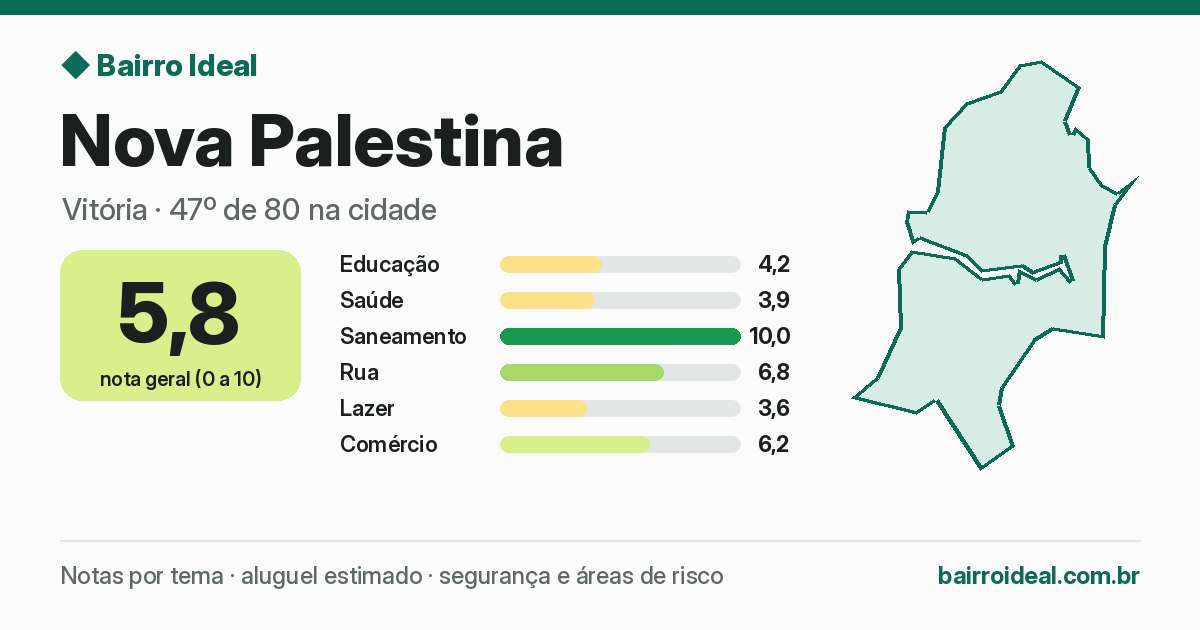 Bairro Ideal
Nova Palestina
Vitória · 47º de 80 na cidade
5,8
nota geral (0 a 10)
Educação 4,2
Saúde 3,9
Saneamento 10,0
Rua 6,8
Lazer 3,6
Comércio 6,2
Notas por tema · aluguel estimado · segurança e áreas de risco
bairroideal.com.br